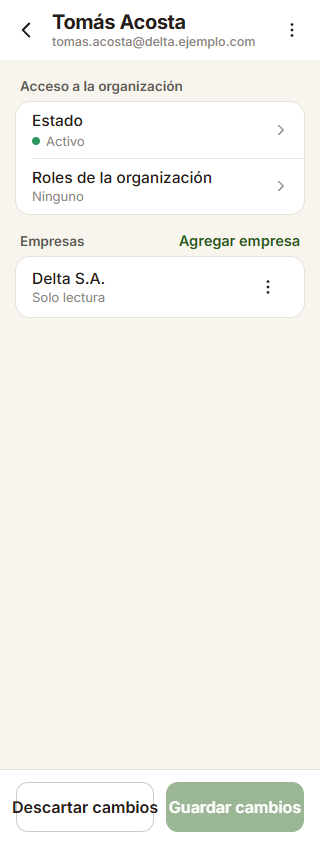 Tomás Acosta
tomas.acosta@delta.ejemplo.com
Acceso a la organización
Estado
Activo
Roles de la organización
Ninguno
Empresas
Agregar empresa
Delta S.A.
Solo lectura
Descartar cambios
Guardar cambios